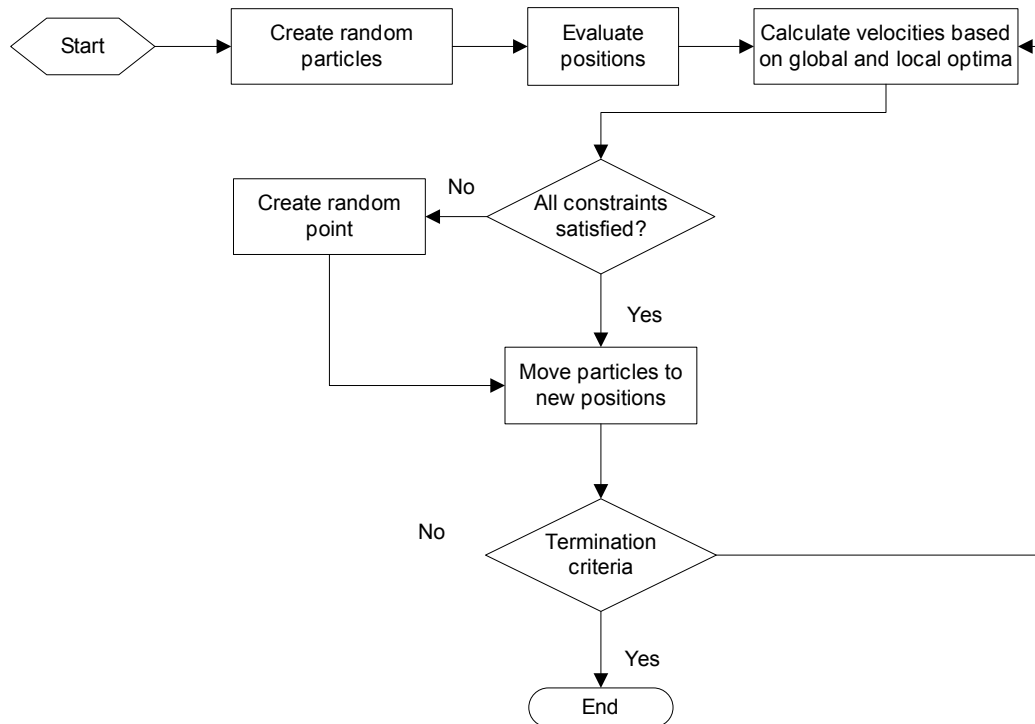 Start
Create random
particles
Evaluate
positions
Calculate velocities based
on global and local optima
No
All constraints
satisfied?
Create random
point
Yes
Move particles to
new positions
No
Termination
criteria
Yes
End